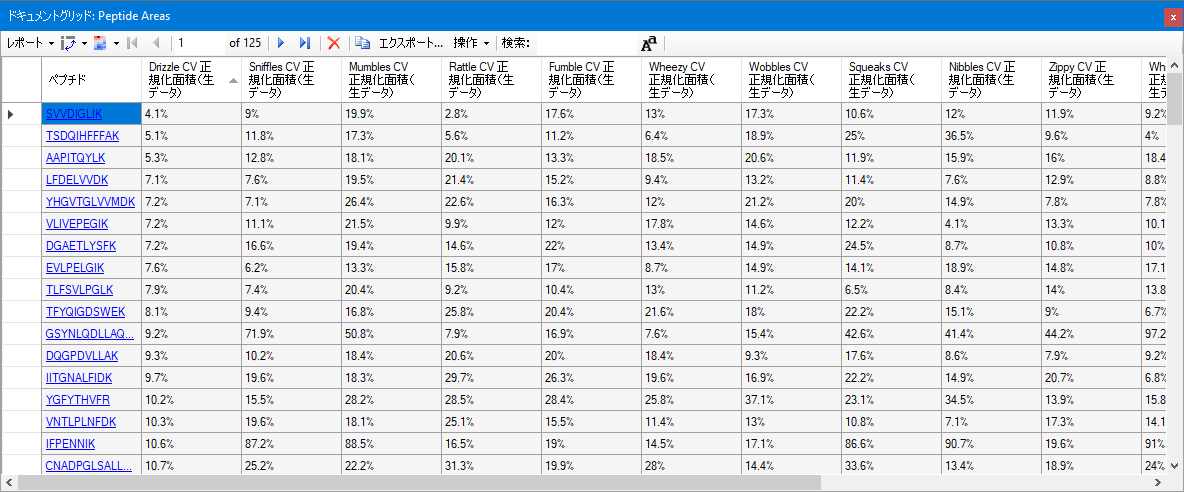 ドキュメントグリッド: Peptide Areas
レポート 1 of 125 エクスポート... 操作 検索:
ペプチド Drizzle CV 正規化面積(生データ) Sniffles CV 正規化面積(生データ) Mumbles CV 正規化面積(生データ) Rattle CV 正規化面積(生データ) Fumble CV 正規化面積(生データ) Wheezy CV 正規化面積(生データ) Wobbles CV 正規化面積(生データ) Squeaks CV 正規化面積(生データ) Nibbles CV 正規化面積(生データ) Zippy CV 正規化面積(生データ)
SVVDIGLIK 4.1% 9% 19.9% 2.8% 17.6% 13% 17.3% 10.6% 12% 11.9% 9.2%
TSDQIHFFFAK 5.1% 11.8% 17.3% 5.6% 11.2% 6.4% 18.9% 25% 36.5% 9.6% 4%
AAPITQYLK 5.3% 12.8% 18.1% 20.1% 13.3% 18.5% 20.6% 11.9% 15.9% 16% 18.4
LFDELVVDK 7.1% 7.6% 19.5% 21.4% 15.2% 9.4% 13.2% 11.4% 7.6% 12.9% 8.8%
YHGVTGLVVMDK 7.2% 7.1% 26.4% 22.6% 16.3% 12% 21.2% 20% 14.9% 7.8% 7.8%
VLIVEPEGIK 7.2% 11.1% 21.5% 9.9% 12% 17.8% 14.6% 12.2% 4.1% 13.3% 10.1
DGAETLYSFK 7.2% 16.6% 19.4% 14.6% 22% 13.4% 14.9% 24.5% 8.7% 10.8% 10%
EVLPELGIK 7.6% 6.2% 13.3% 15.8% 17% 8.7% 14.9% 14.1% 18.9% 14.8% 17.1
TLFSVLPGLK 7.9% 7.4% 20.4% 9.2% 10.4% 13% 11.2% 6.5% 8.4% 14% 13.8
TFYQIGDSWEK 8.1% 9.4% 16.8% 25.8% 20.4% 21.6% 18% 22.2% 15.1% 9% 6.7%
GSYNLQDLLAQ... 9.2% 71.9% 50.8% 7.9% 16.9% 7.6% 15.4% 42.6% 41.4% 44.2% 97.2
DQGPDVLLAK 9.3% 10.2% 18.4% 20.6% 20% 18.4% 9.3% 17.6% 8.6% 7.9% 9.2%
IITGNALFIDK 9.7% 19.6% 18.3% 29.7% 26.3% 19.6% 16.9% 22.2% 14.9% 20.7% 6.8%
YGFYTHVFR 10.2% 15.5% 28.2% 28.5% 28.4% 25.8% 37.1% 23.1% 34.5% 13.9% 15.8
VNTLPLNFDK 10.3% 19.6% 18.1% 25.1% 15.5% 11.4% 13% 10.8% 7.1% 17.3% 14.1
IFPENNIK 10.6% 87.2% 88.5% 16.5% 19% 14.5% 17.1% 86.6% 90.7% 19.6% 91%
CNADPGLSALL... 10.7% 25.2% 22.2% 31.3% 19.9% 28% 14.4% 33.6% 13.4% 18.9% 24%